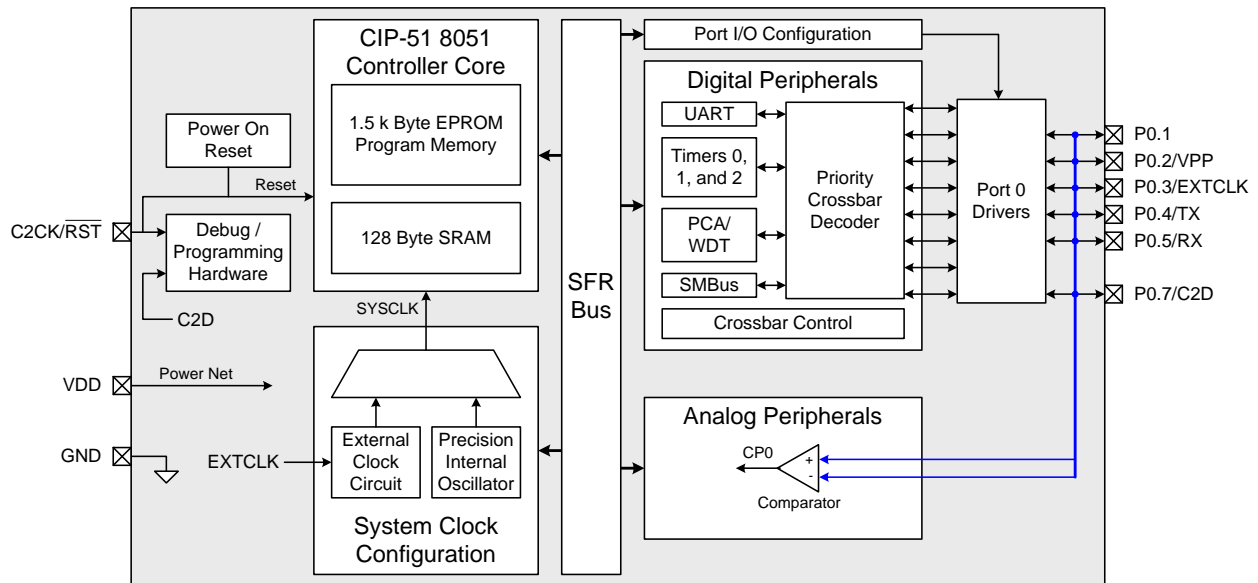 CIP-51 8051
Controller Core
1.5 k Byte EPROM
Program Memory
128 Byte SRAM
Power On
Reset
Reset
C2CK/RST
Debug /
Programming
Hardware
C2D
VDD
Power Net
GND
SYSCLK
EXTCLK
External
Clock
Circuit
Precision
Internal
Oscillator
System Clock
Configuration
SFR
Bus
Port I/O Configuration
Digital Peripherals
UART
Timers 0,
1, and 2
PCA/
WDT
SMBus
Priority
Crossbar
Decoder
Crossbar Control
Port 0
Drivers
P0.1
P0.2/VPP
P0.3/EXTCLK
P0.4/TX
P0.5/RX
P0.7/C2D
Analog Peripherals
CP0
+
-
Comparator